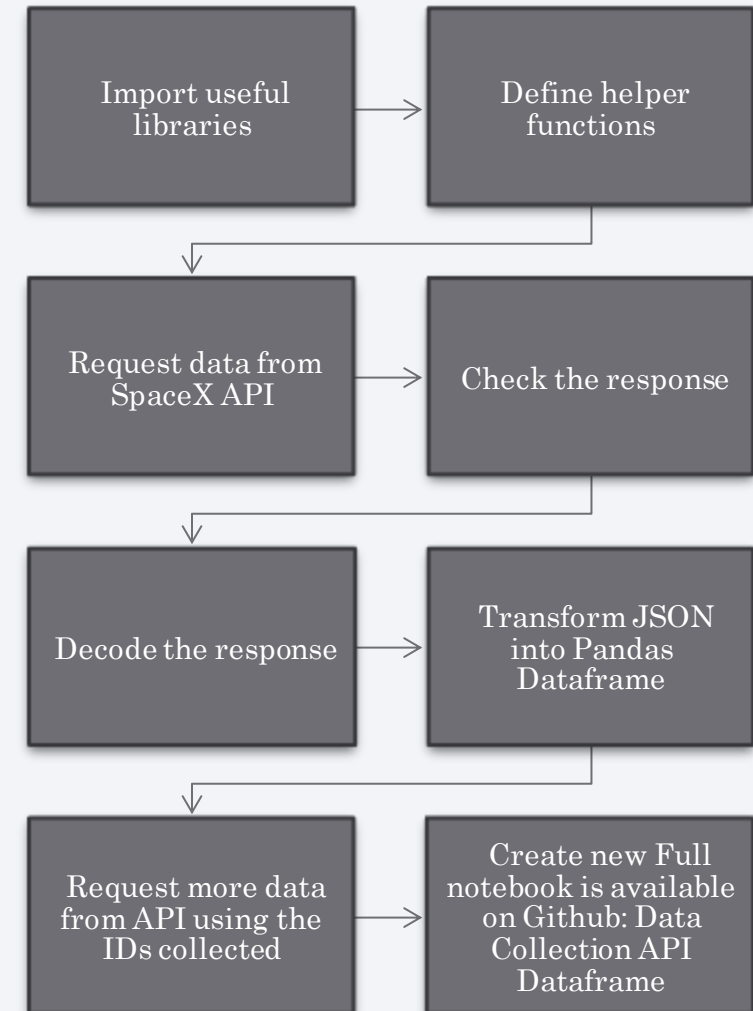 Import useful
libraries
Define helper
functions
Request data from
SpaceX API
Check the response
Decode the response
Transform JSON
into Pandas
Dataframe
Request more data
from API using the
IDs collected
Create new Full
notebook is available
on Github: Data
Collection API
Dataframe